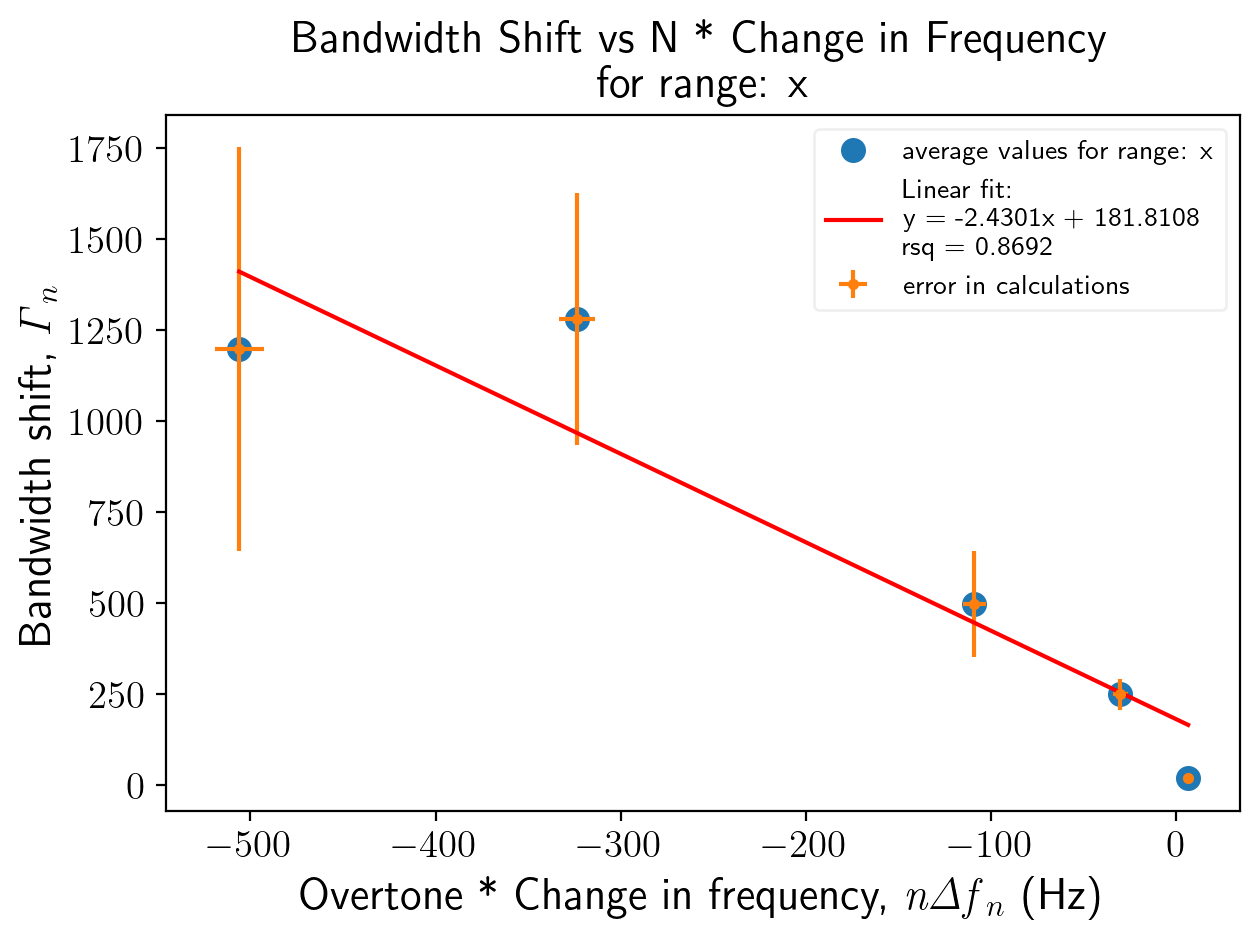 Bandwidth Shift vs N * Change in Frequency
for range: x
average values for range: x
Linear fit:
y = -2.4301x + 181.8108
rsq = 0.8692
error in calculations
Bandwidth shift, Γn
1750
1500
1250
1000
750
500
250
0
−500
−400
−300
−200
−100
0
Overtone * Change in frequency, nΔfn (Hz)